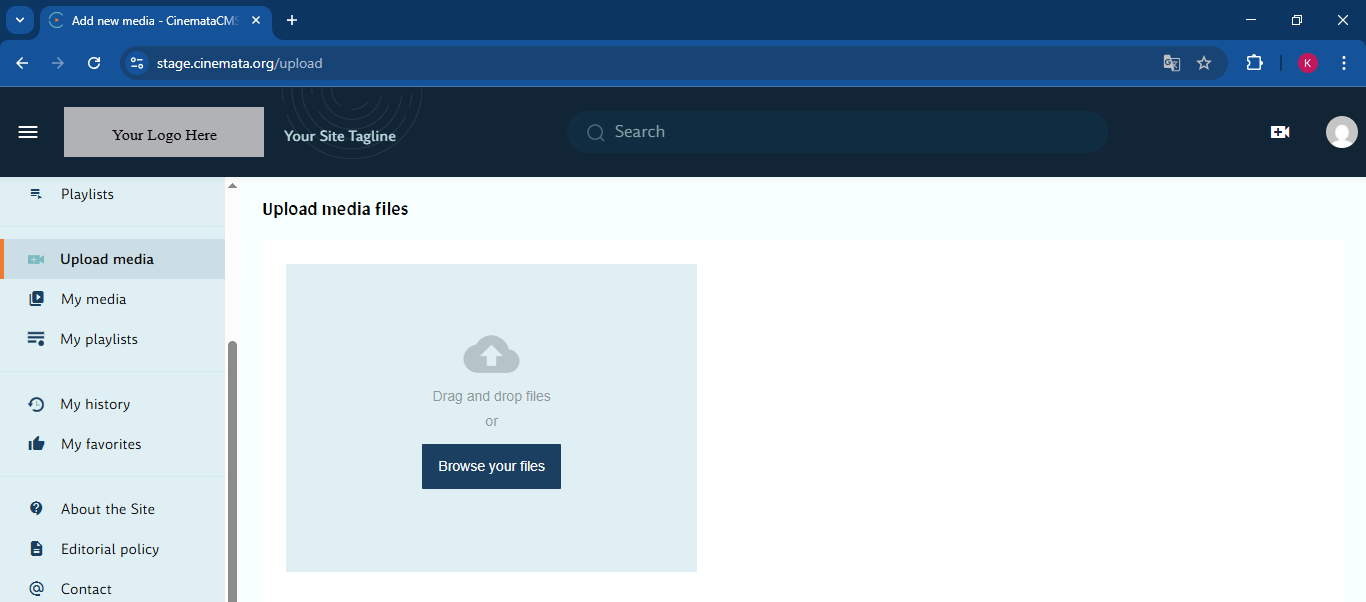 Add new media - CinemataCMS
stage.cinemata.org/upload
K
Your Logo Here
Your Site Tagline
Search
Playlists
Upload media
My media
My playlists
My history
My favorites
About the Site
Editorial policy
Contact
Upload media files
Drag and drop files
or
Browse your files